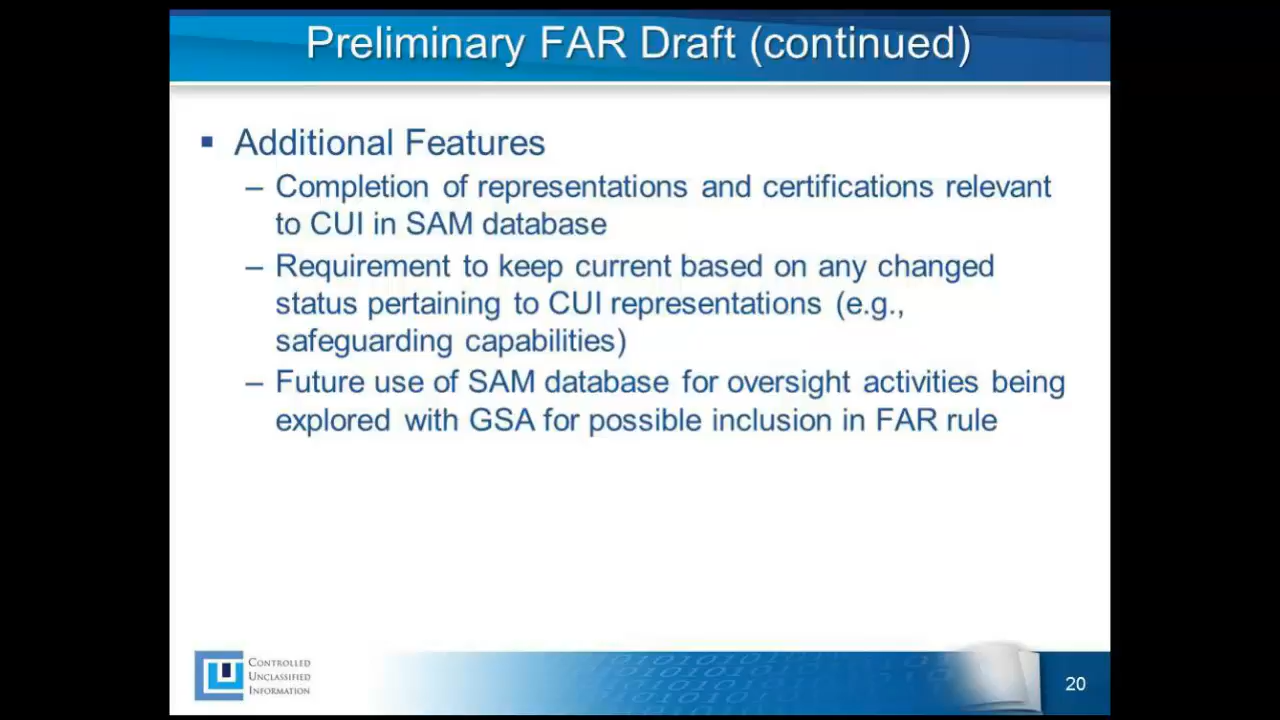 Preliminary FAR Draft (continued)
▪ Additional Features
– Completion of representations and certifications relevant
to CUI in SAM database
– Requirement to keep current based on any changed
status pertaining to CUI representations (e.g.,
safeguarding capabilities)
– Future use of SAM database for oversight activities being
explored with GSA for possible inclusion in FAR rule
CONTROLLED
UNCLASSIFIED
INFORMATION
20